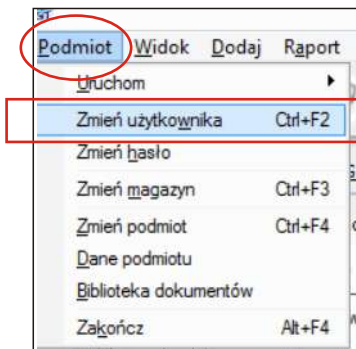 Podmiot Widok Dodaj Raport
Uruchom
Zmień użytkownika Ctrl+F2
Zmień hasło
Zmień magazyn Ctrl+F3
Zmień podmiot Ctrl+F4
Dane podmiotu
Biblioteka dokumentów
Zakończ Alt+F4